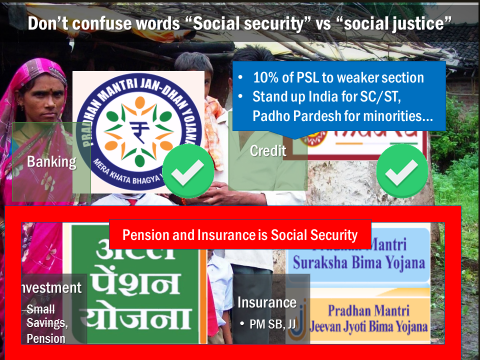 Don't confuse words “Social security” vs “social justice”
• 10% of PSL to weaker section
• Stand up India for SC/ST,
Padho Pardesh for minorities...
PRADHAN MANTRI JAN-DHAN YOJANA
MERA KHATA BHAGYA
Banking
Credit
Pension and Insurance is Social Security
अटल
पेंशन
योजना
nvestment
Small
Savings,
Pension
Insurance
• PM SB, JJ
Pradhan Mantri
Suraksha Bima Yojana
Pradhan Mantri
Jeevan Jyoti Bima Yojana